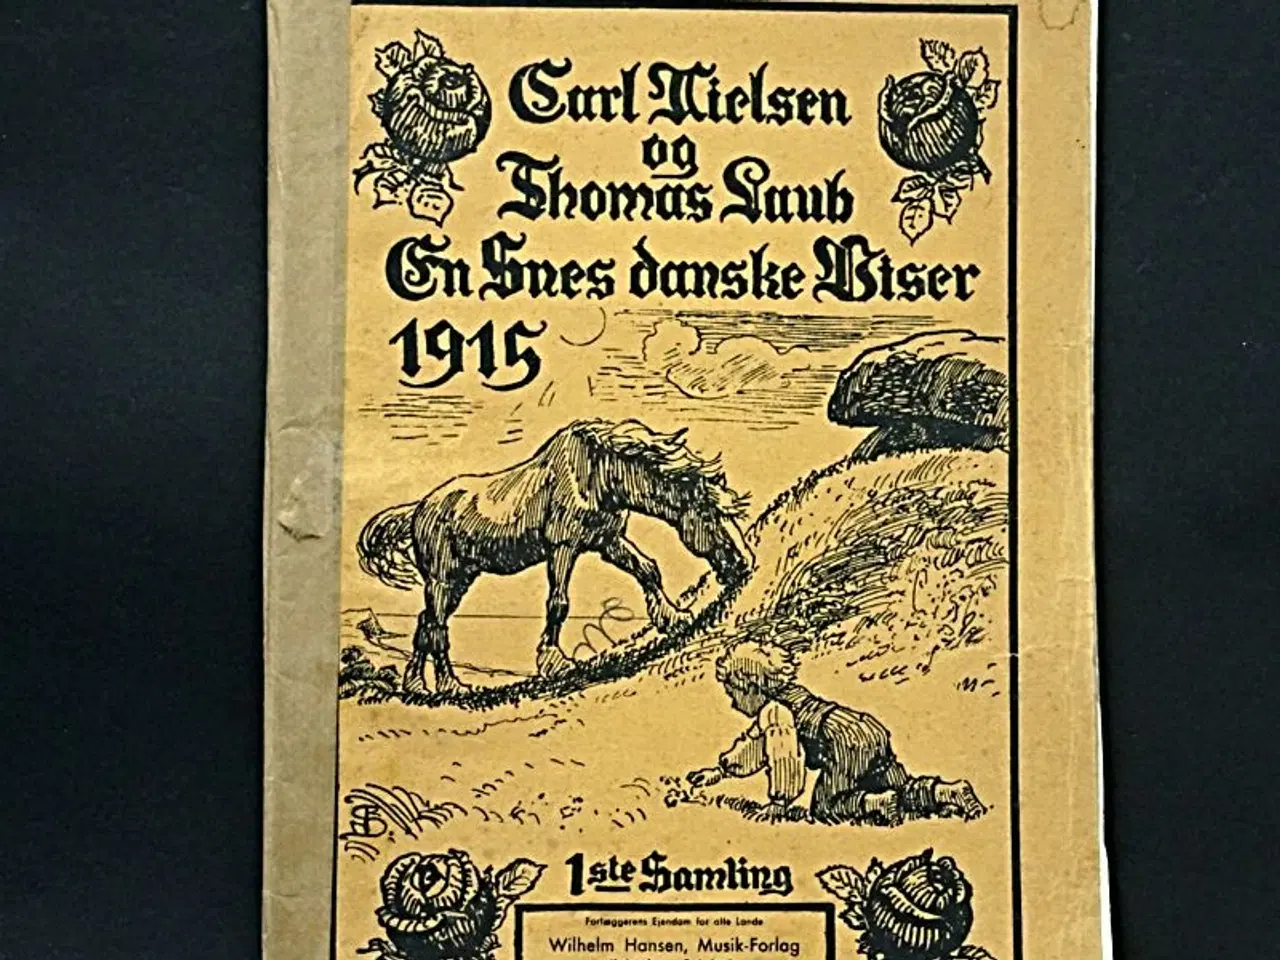 Carl Nielsen
og
Thomas Laub
En Snes danske Viser
1915
1ste Samling
Forlæggerens Ejendom for alle Lande
Wilhelm Hansen, Musik-Forlag